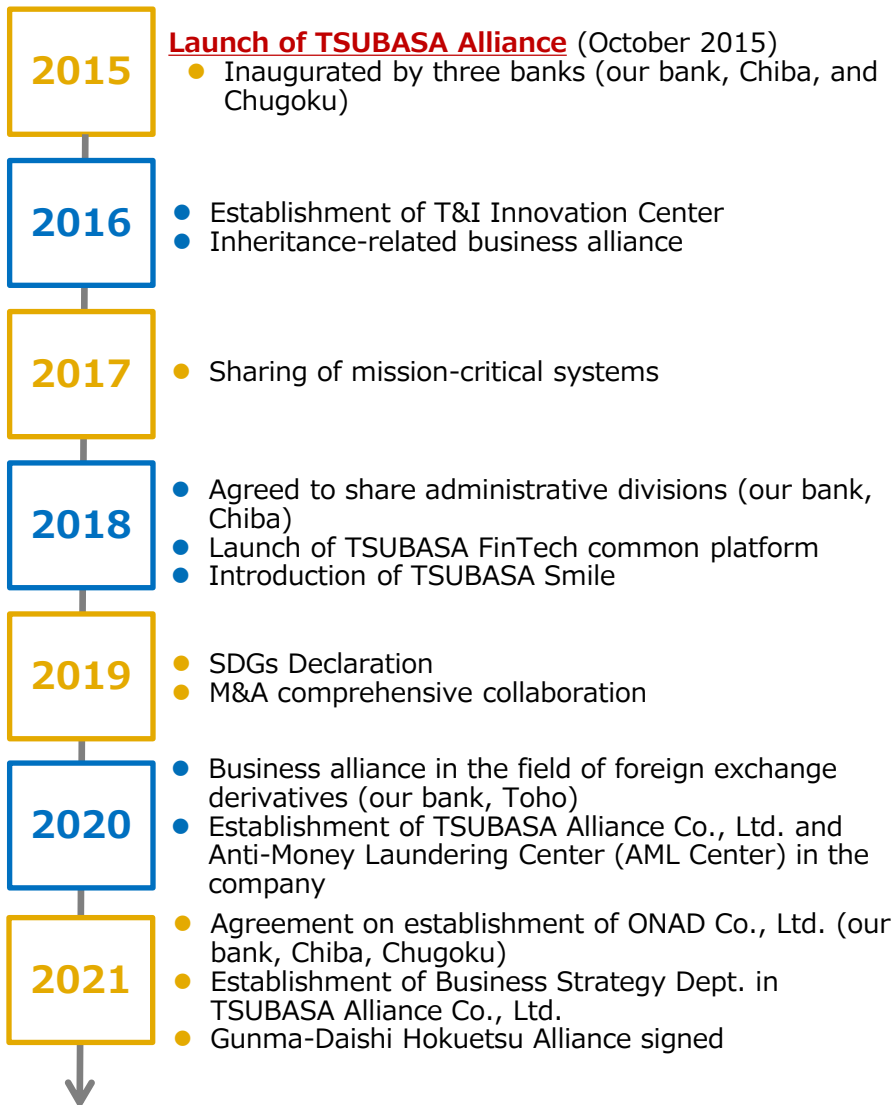 2015
Launch of TSUBASA Alliance (October 2015)
● Inaugurated by three banks (our bank, Chiba, and
Chugoku)
2016
● Establishment of T&I Innovation Center
● Inheritance-related business alliance
2017
● Sharing of mission-critical systems
2018
● Agreed to share administrative divisions (our bank,
Chiba)
● Launch of TSUBASA FinTech common platform
● Introduction of TSUBASA Smile
2019
● SDGs Declaration
● M&A comprehensive collaboration
2020
● Business alliance in the field of foreign exchange
derivatives (our bank, Toho)
● Establishment of TSUBASA Alliance Co., Ltd. and
Anti-Money Laundering Center (AML Center) in the
company
2021
● Agreement on establishment of ONAD Co., Ltd. (our
bank, Chiba, Chugoku)
● Establishment of Business Strategy Dept. in
TSUBASA Alliance Co., Ltd.
● Gunma-Daishi Hokuetsu Alliance signed